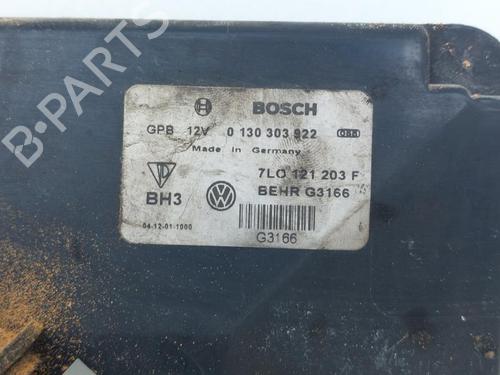 B-PARTS
BOSCH
GPB 12V 0 130 303 922
Made in Germany
7L0 121 203 F
BH3
BEHR G3166
04-12-01-1000
G3166